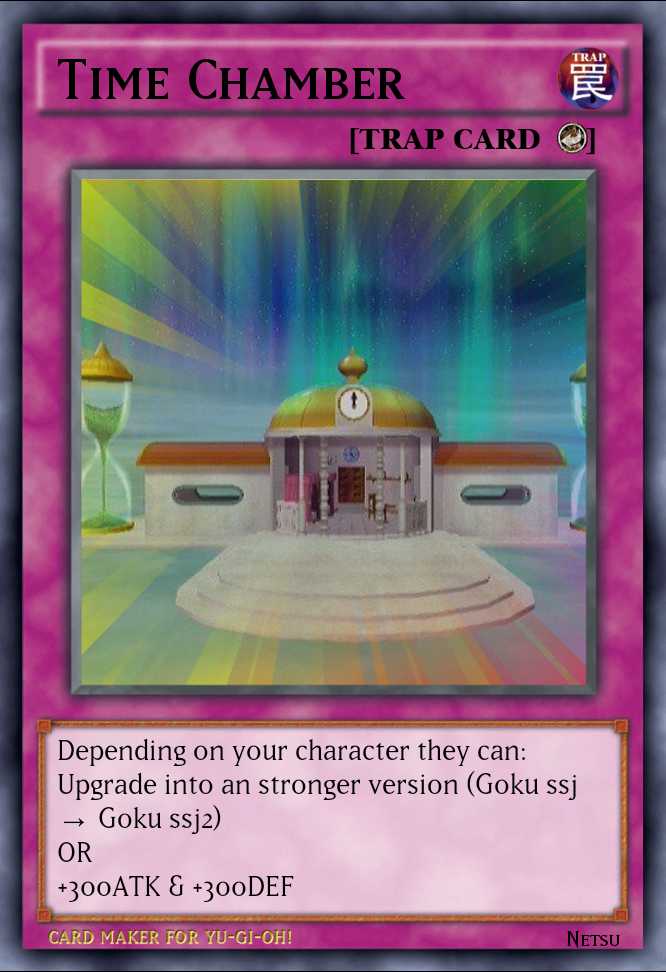 Time Chamber
TRAP
罠
[TRAP CARD ]
Depending on your character they can:
Upgrade into an stronger version (Goku ssj
→ Goku ssj2)
OR
+300ATK & +300DEF
CARD MAKER FOR YU-GI-OH!
Netsu